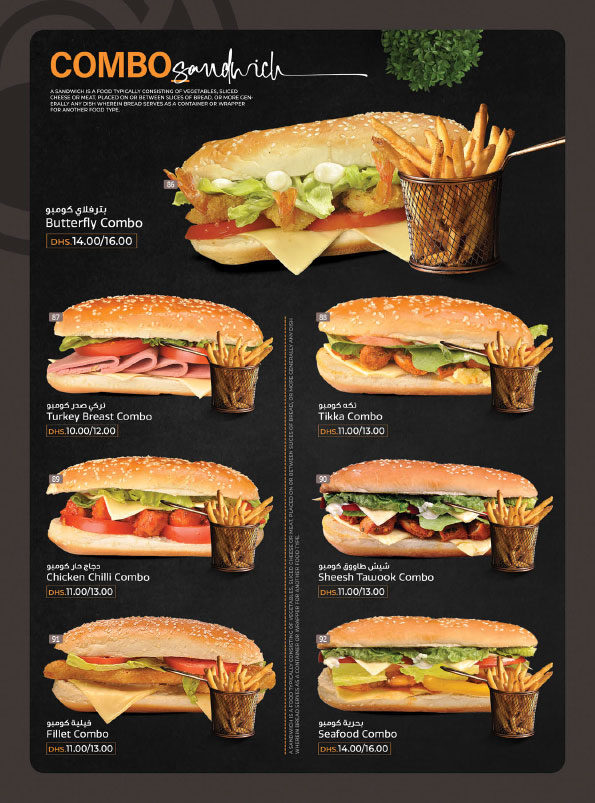 COMBO sandwich
A SANDWICH IS A FOOD TYPICALLY CONSISTING OF VEGETABLES, SLICED
CHEESE OR MEAT, PLACED ON OR BETWEEN SLICES OF BREAD, OR MORE GEN-
ERALLY ANY DISH WHEREIN BREAD SERVES AS A CONTAINER OR WRAPPER
FOR ANOTHER FOOD TYPE.
86
بترفلاي كومبو
Butterfly Combo
DHS.14.00/16.00
87
تركي صدر كومبو
Turkey Breast Combo
DHS.10.00/12.00
88
تكه كومبو
Tikka Combo
DHS.11.00/13.00
89
دجاج حار كومبو
Chicken Chilli Combo
DHS.11.00/13.00
90
شيش طاووق كومبو
Sheesh Tawook Combo
DHS.11.00/13.00
91
فيلية كومبو
Fillet Combo
DHS.11.00/13.00
92
بحرية كومبو
Seafood Combo
DHS.14.00/16.00
A SANDWICH IS A FOOD TYPICALLY CONSISTING OF VEGETABLES, SLICED CHEESE OR MEAT, PLACED ON OR BETWEEN SLICES OF BREAD, OR MORE GENERALLY ANY DISH
WHEREIN BREAD SERVES AS A CONTAINER OR WRAPPER FOR ANOTHER FOOD TYPE.